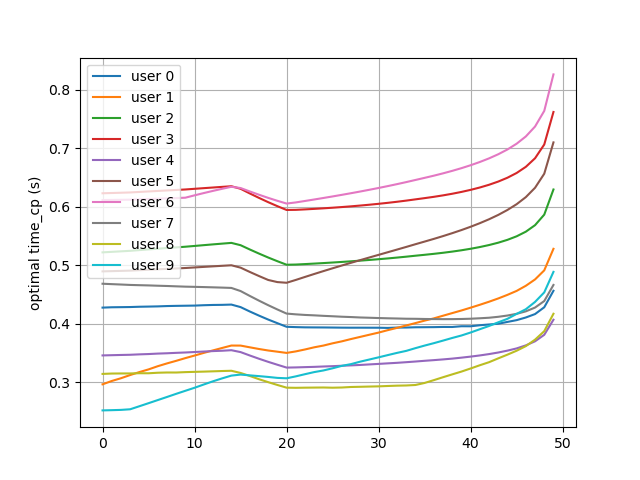 optimal time_cp (s)
0.8
0.7
0.6
0.5
0.4
0.3
0 10 20 30 40 50
user 0
user 1
user 2
user 3
user 4
user 5
user 6
user 7
user 8
user 9